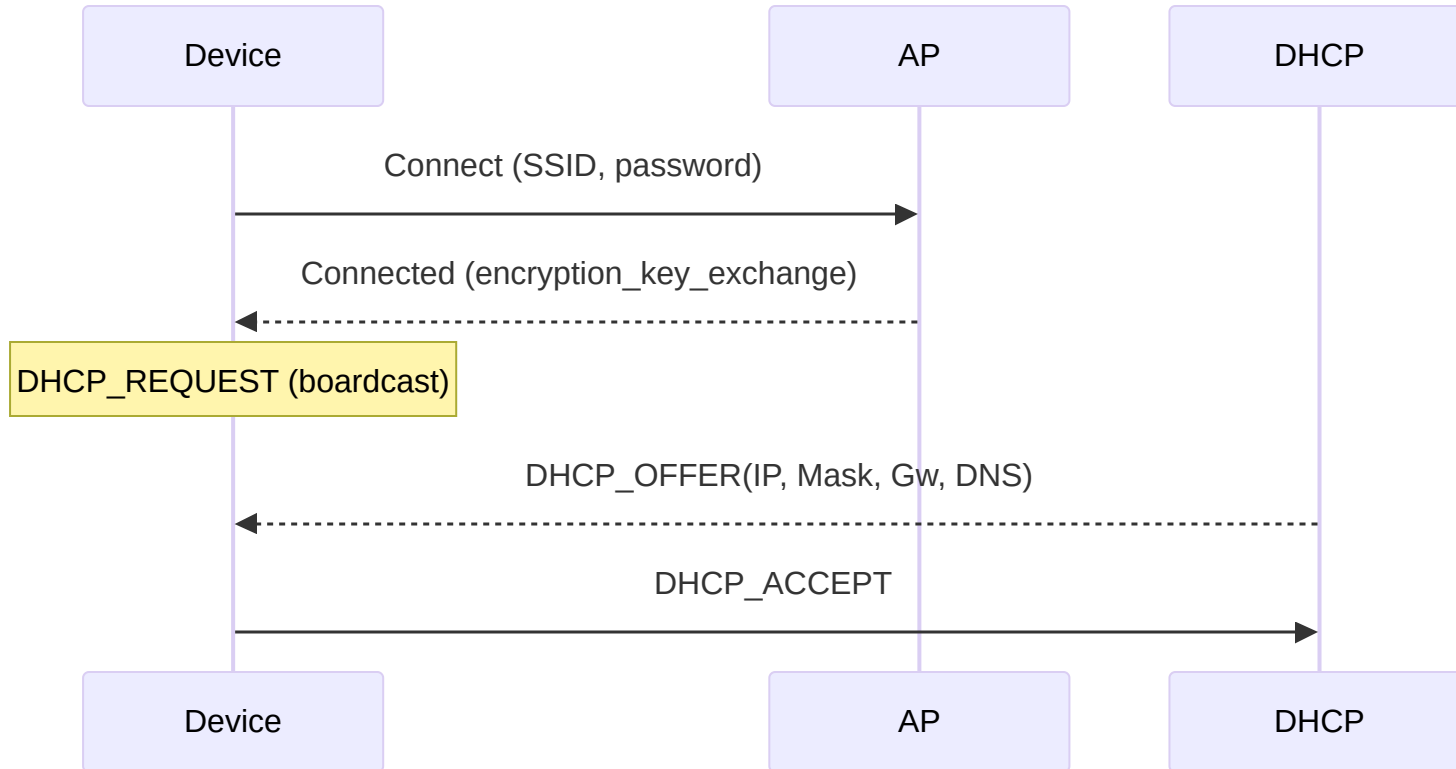 Device
AP
DHCP
Connect (SSID, password)
Connected (encryption_key_exchange)
DHCP_REQUEST (boardcast)
DHCP_OFFER(IP, Mask, Gw, DNS)
DHCP_ACCEPT
Device
AP
DHCP